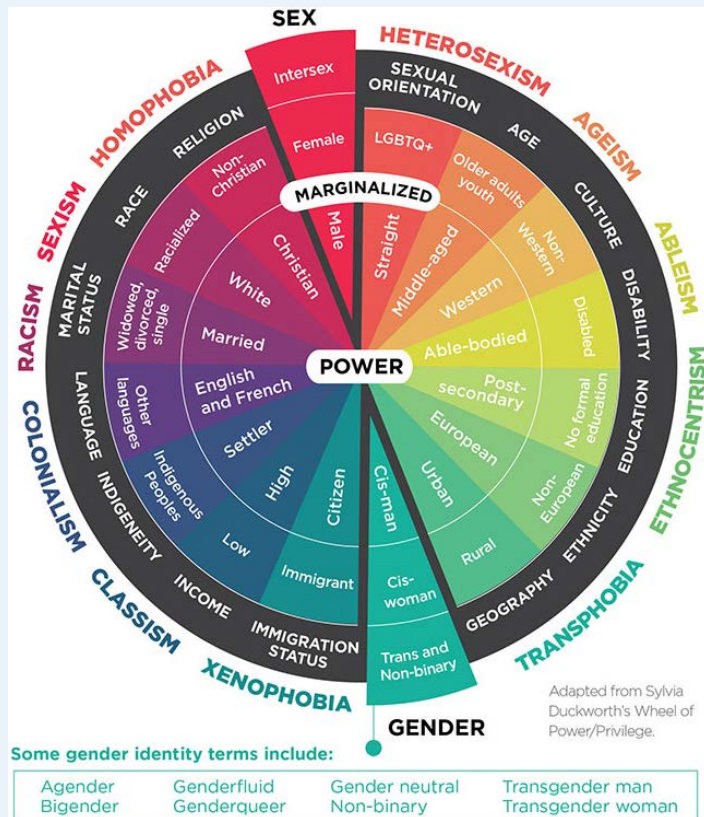 SEX
Intersex
Female
Male
HETEROSEXISM
SEXUAL
ORIENTATION
LGBTQ+
Straight
AGEISM
AGE
Older adults
youth
Middle-aged
CULTURE
Non-
Western
Western
ABLEISM
DISABILITY
Disabled
Able-bodied
EDUCATION
No formal
education
Post-
secondary
ETHNOCENTRISM
ETHNICITY
Non-
European
European
TRANSPHOBIA
GEOGRAPHY
Rural
Urban
GENDER
Trans and
Non-binary
Cis-
woman
Cis-man
XENOPHOBIA
IMMIGRATION
STATUS
Immigrant
Citizen
CLASSISM
INCOME
Low
High
COLONIALISM
INDIGENEITY
Indigenous
Peoples
Settler
LANGUAGE
Other
languages
English
and French
RACISM
MARITAL
STATUS
Widowed,
divorced,
single
Married
SEXISM
RACE
Racialized
White
HOMOPHOBIA
RELIGION
Non-
Christian
Christian
MARGINALIZED
POWER
Adapted from Sylvia
Duckworth's Wheel of
Power/Privilege.
Some gender identity terms include:
Agender Genderfluid Gender neutral Transgender man
Bigender Genderqueer Non-binary Transgender woman